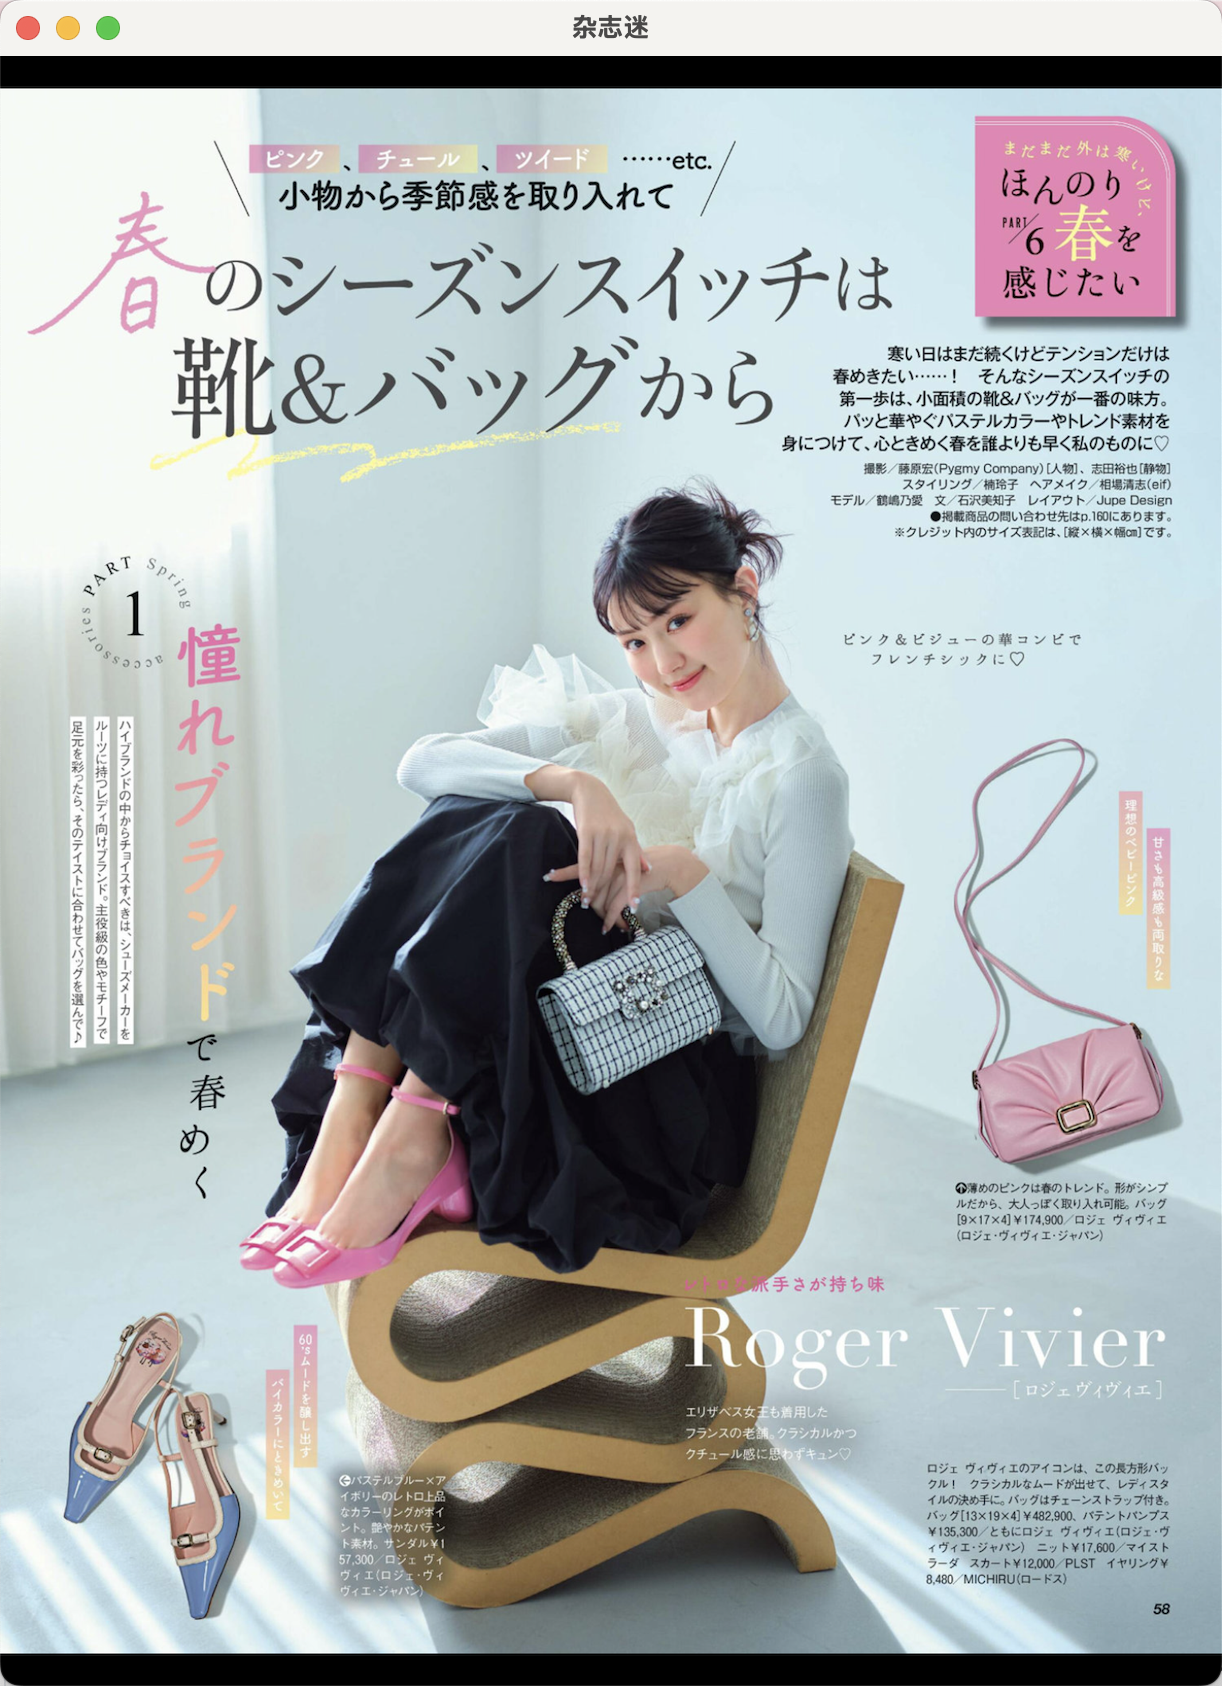 杂志迷
ピンク、チュール、ツイード ……etc.
小物から季節感を取り入れて
春のシーズンスイッチは
靴&バッグから
まだまだ外は寒いけど、
ほんのり
PART/6 春を
感じたい
寒い日はまだ続くけどテンションだけは
春めきたい……！　そんなシーズンスイッチの
第一歩は、小面積の靴&バッグが一番の味方。
パッと華やぐパステルカラーやトレンド素材を
身につけて、心ときめく春を誰よりも早く私のものに♡
撮影／藤原宏(Pygmy Company)［人物］、志田裕也［静物］
スタイリング／楠玲子　ヘアメイク／相場清志(eif)
モデル／鶴嶋乃愛　文／石沢美知子　レイアウト／Jupe Design
●掲載商品の問い合わせ先はp.160にあります。
※クレジット内のサイズ表記は、［縦×横×幅cm］です。
PART 1
Spring accessories
憧れブランドで春めく
ハイブランドの中からチョイスすべきは、シューズメーカーを
ルーツに持つレディ向けブランド。主役級の色やモチーフで
足元を彩ったら、そのテイストに合わせてバッグを選んで♪
ピンク&ビジューの華コンビで
フレンチシックに♡
甘さも高級感も両取りな
理想のベビーピンク
薄めのピンクは春のトレンド。形がシンプ
ルだから、大人っぽく取り入れ可能。バッグ
［9×17×4］¥174,900／ロジェ ヴィヴィエ
(ロジェ・ヴィヴィエ・ジャパン)
レトロな派手さが持ち味
Roger Vivier
［ロジェ ヴィヴィエ］
エリザベス女王も着用した
フランスの老舗。クラシカルかつ
クチュール感に思わずキュン♡
60'sムードを醸し出す
バイカラーにときめいて
パステルブルー×ア
イボリーのレトロ上品
なカラーリングがポイ
ント。艶やかなパテン
ト素材。サンダル¥1
57,300／ロジェ ヴィ
ヴィエ(ロジェ・ヴィ
ヴィエ・ジャパン)
ロジェ ヴィヴィエのアイコンは、この長方形バッ
クル！　クラシカルなムードが出せて、レディスタ
イルの決め手に。バッグはチェーンストラップ付き。
バッグ［13×19×4］¥482,900、パテントパンプス
¥135,300／ともにロジェ ヴィヴィエ(ロジェ・ヴ
ィヴィエ・ジャパン)　ニット¥17,600／マイスト
ラーダ　スカート¥12,000／PLST　イヤリング¥
8,480／MICHIRU(ロードス)
58